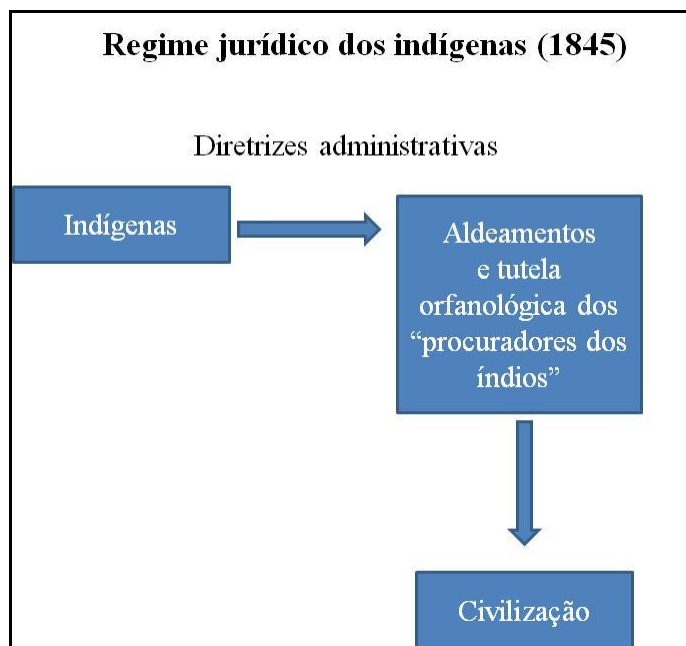 Regime jurídico dos indígenas (1845)
Diretrizes administrativas
Indígenas
Aldeamentos
e tutela
orfanológica dos
“procuradores dos
índios”
Civilização